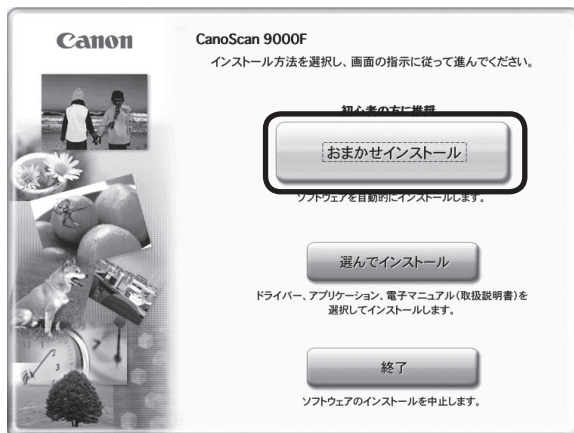 Canon
CanoScan 9000F
インストール方法を選択し、画面の指示に従って進んでください。
初心者の方に推奨
おまかせインストール
ソフトウェアを自動的にインストールします。
選んでインストール
ドライバー、アプリケーション、電子マニュアル(取扱説明書)を
選択してインストールします。
終了
ソフトウェアのインストールを中止します。